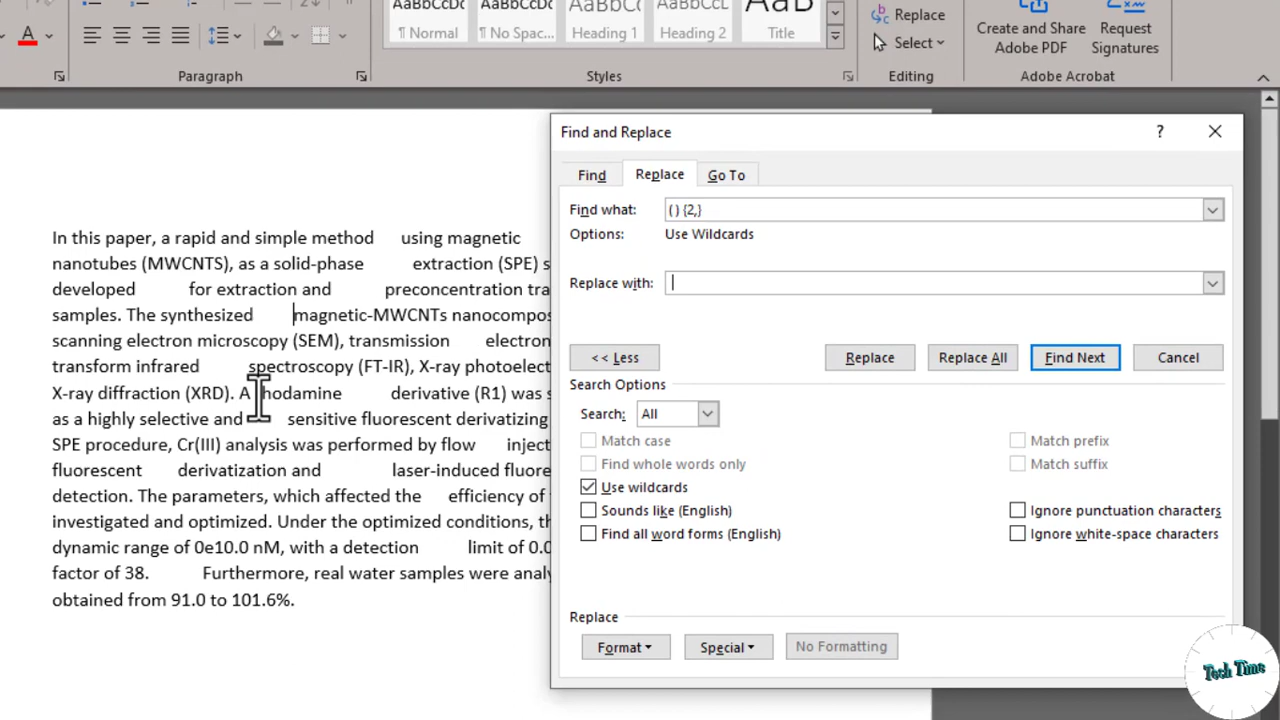 AaBbCcDc AaBbCcDc AaBbCc AaBbCcL AaB
¶ Normal ¶ No Spac... Heading 1 Heading 2 Title
Replace
Select
Create and Share
Adobe PDF
Request
Signatures
Paragraph Styles Editing Adobe Acrobat
Find and Replace ?
Find Replace Go To
Find what: ( ) {2,}
Options: Use Wildcards
Replace with:
<< Less Replace Replace All Find Next Cancel
Search Options
Search: All
Match case
Find whole words only
Use wildcards
Sounds like (English)
Find all word forms (English)
Match prefix
Match suffix
Ignore punctuation characters
Ignore white-space characters
Replace
Format Special No Formatting
In this paper, a rapid and simple method using magnetic
nanotubes (MWCNTS), as a solid-phase extraction (SPE) s
developed for extraction and preconcentration tra
samples. The synthesized magnetic-MWCNTs nanocompos
scanning electron microscopy (SEM), transmission electron
transform infrared spectroscopy (FT-IR), X-ray photoelect
X-ray diffraction (XRD). A rhodamine derivative (R1) was s
as a highly selective and sensitive fluorescent derivatizing
SPE procedure, Cr(III) analysis was performed by flow inject
fluorescent derivatization and laser-induced fluore
detection. The parameters, which affected the efficiency of
investigated and optimized. Under the optimized conditions, th
dynamic range of 0e10.0 nM, with a detection limit of 0.0
factor of 38. Furthermore, real water samples were analy
obtained from 91.0 to 101.6%.
Tech Time